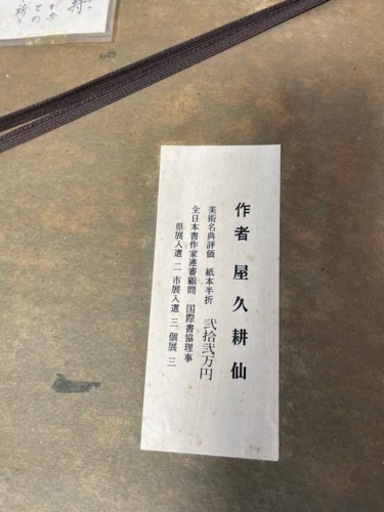 作者 屋久耕仙
美術名典評価 紙本半折 弐拾弐万円
全日本書作家連審顧問 国際書協理事
県展入選 二 市展入選 三 個展 三